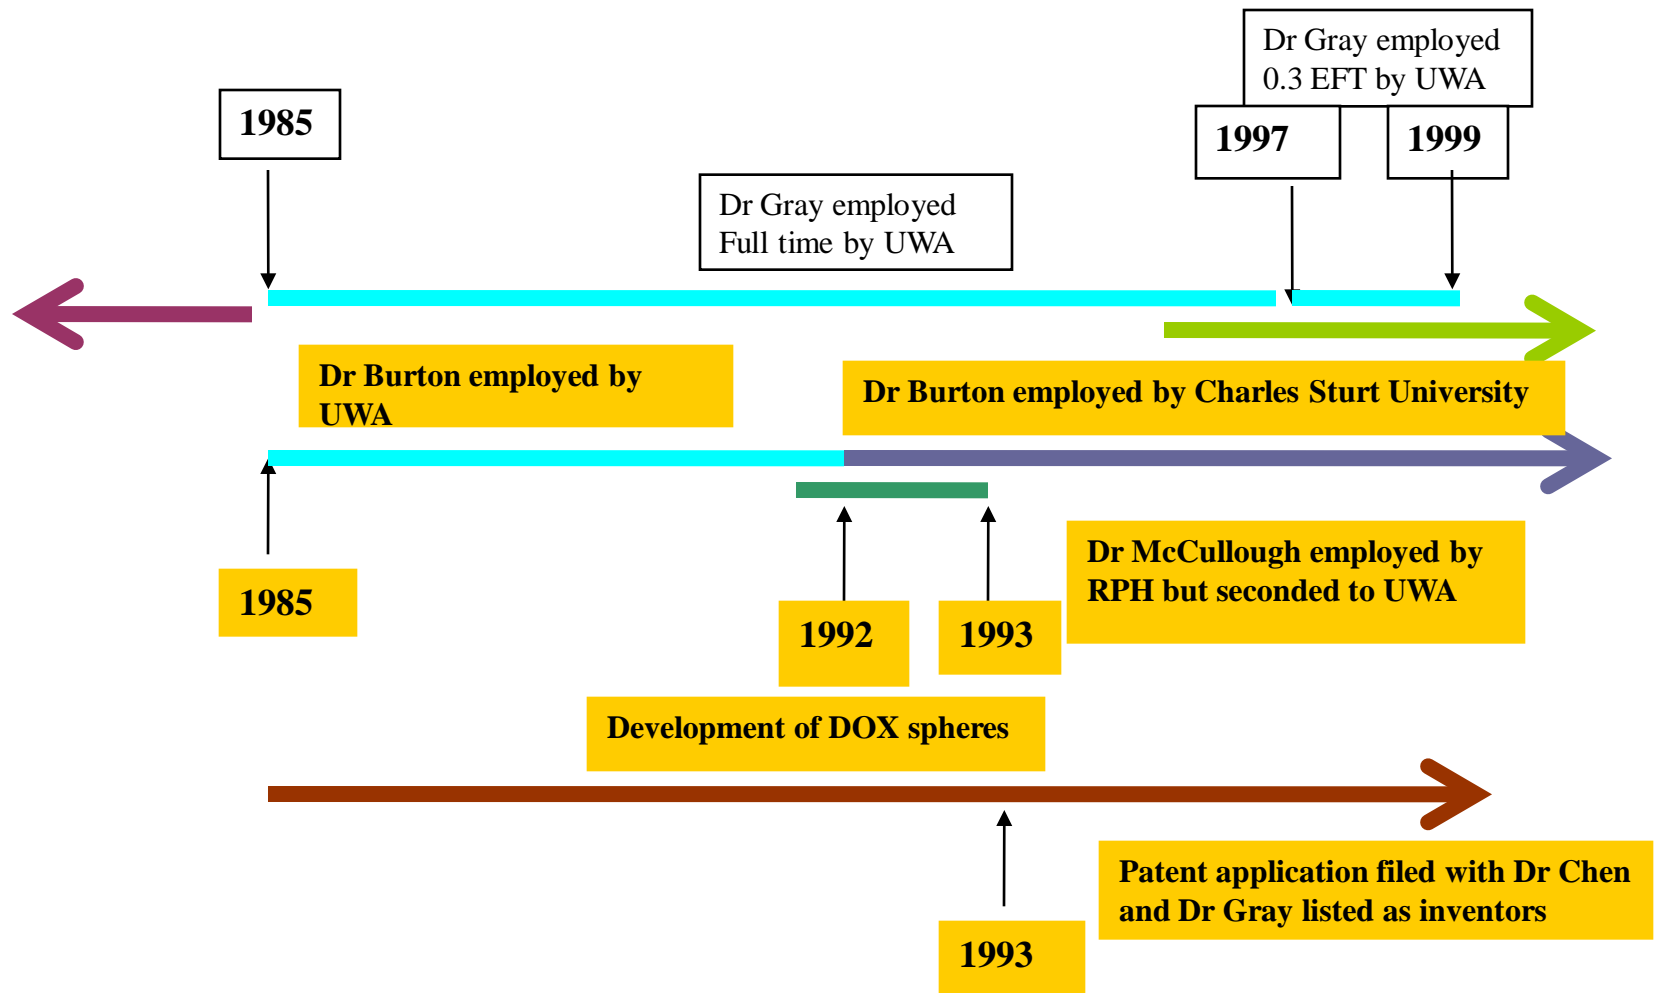 Dr Gray employed
0.3 EFT by UWA
1985
1997
1999
Dr Gray employed
Full time by UWA
Dr Burton employed by
UWA
Dr Burton employed by Charles Sturt University
Dr McCullough employed by
RPH but seconded to UWA
1985
1992
1993
Development of DOX spheres
Patent application filed with Dr Chen
and Dr Gray listed as inventors
1993